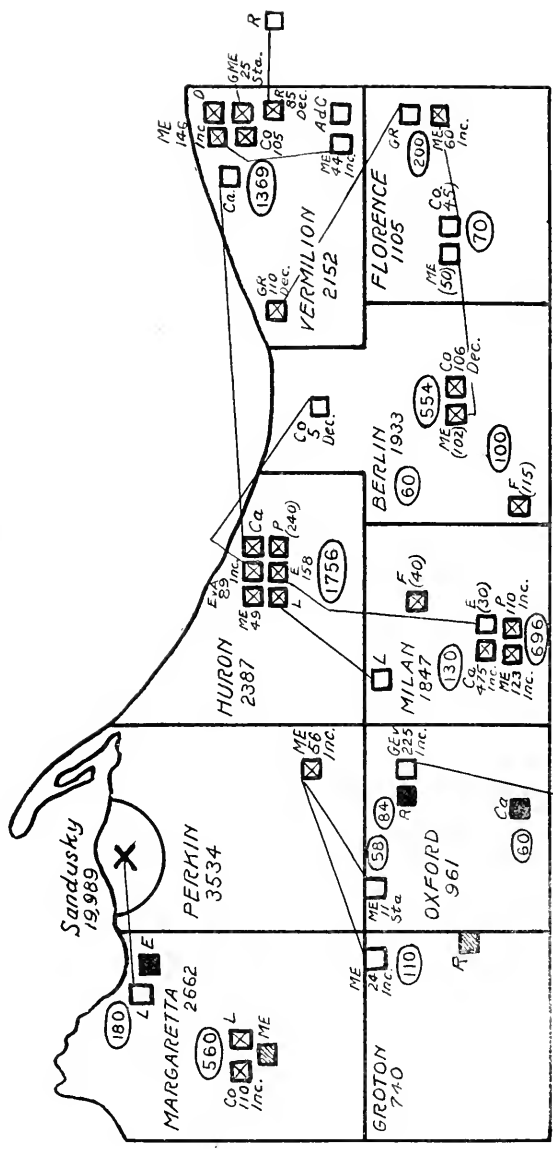 Sandusky
19,989
PERKIN
3534
ME
56
Inc.
180
L
E
MARGARETTA
2662
560
Co
110
Inc.
L
ME
GROTON
740
ME
24
Inc.
110
R
ME
11
Sta
58
84
R
GEv
225
Inc.
OXFORD
961
Ca
60
HURON
2387
EvA
89
Inc.
Ca
ME
49
L
E
158
P
(240)
1756
L
MILAN
1847
130
F
(40)
E
(30)
Ca
475
Inc.
ME
123
Inc.
P
110
Inc.
696
Co
5
Dec.
BERLIN
1933
60
554
ME
(102)
Co
106
Dec.
100
F
(115)
VERMILION
2152
GR
110
Dec.
Ca
1369
ME
146
Inc
D
GME
25
Sta.
Co
105
R
85
Dec.
R
AdC
ME
44
Inc.
FLORENCE
1105
GR
200
ME
60
Inc.
Co
(45)
ME
(50)
70